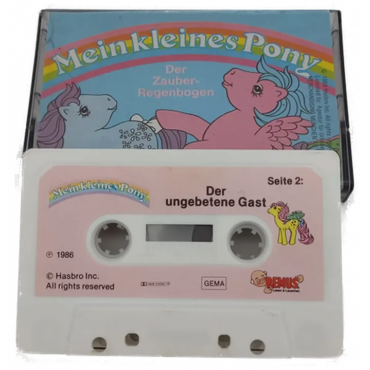 Mein kleines Pony
Der
Zauber-
Regenbogen
Mein kleines Pony
Der
ungebetene Gast
Seite 2:
℗ 1986
© Hasbro Inc.
All rights reserved
GEMA
REMUS